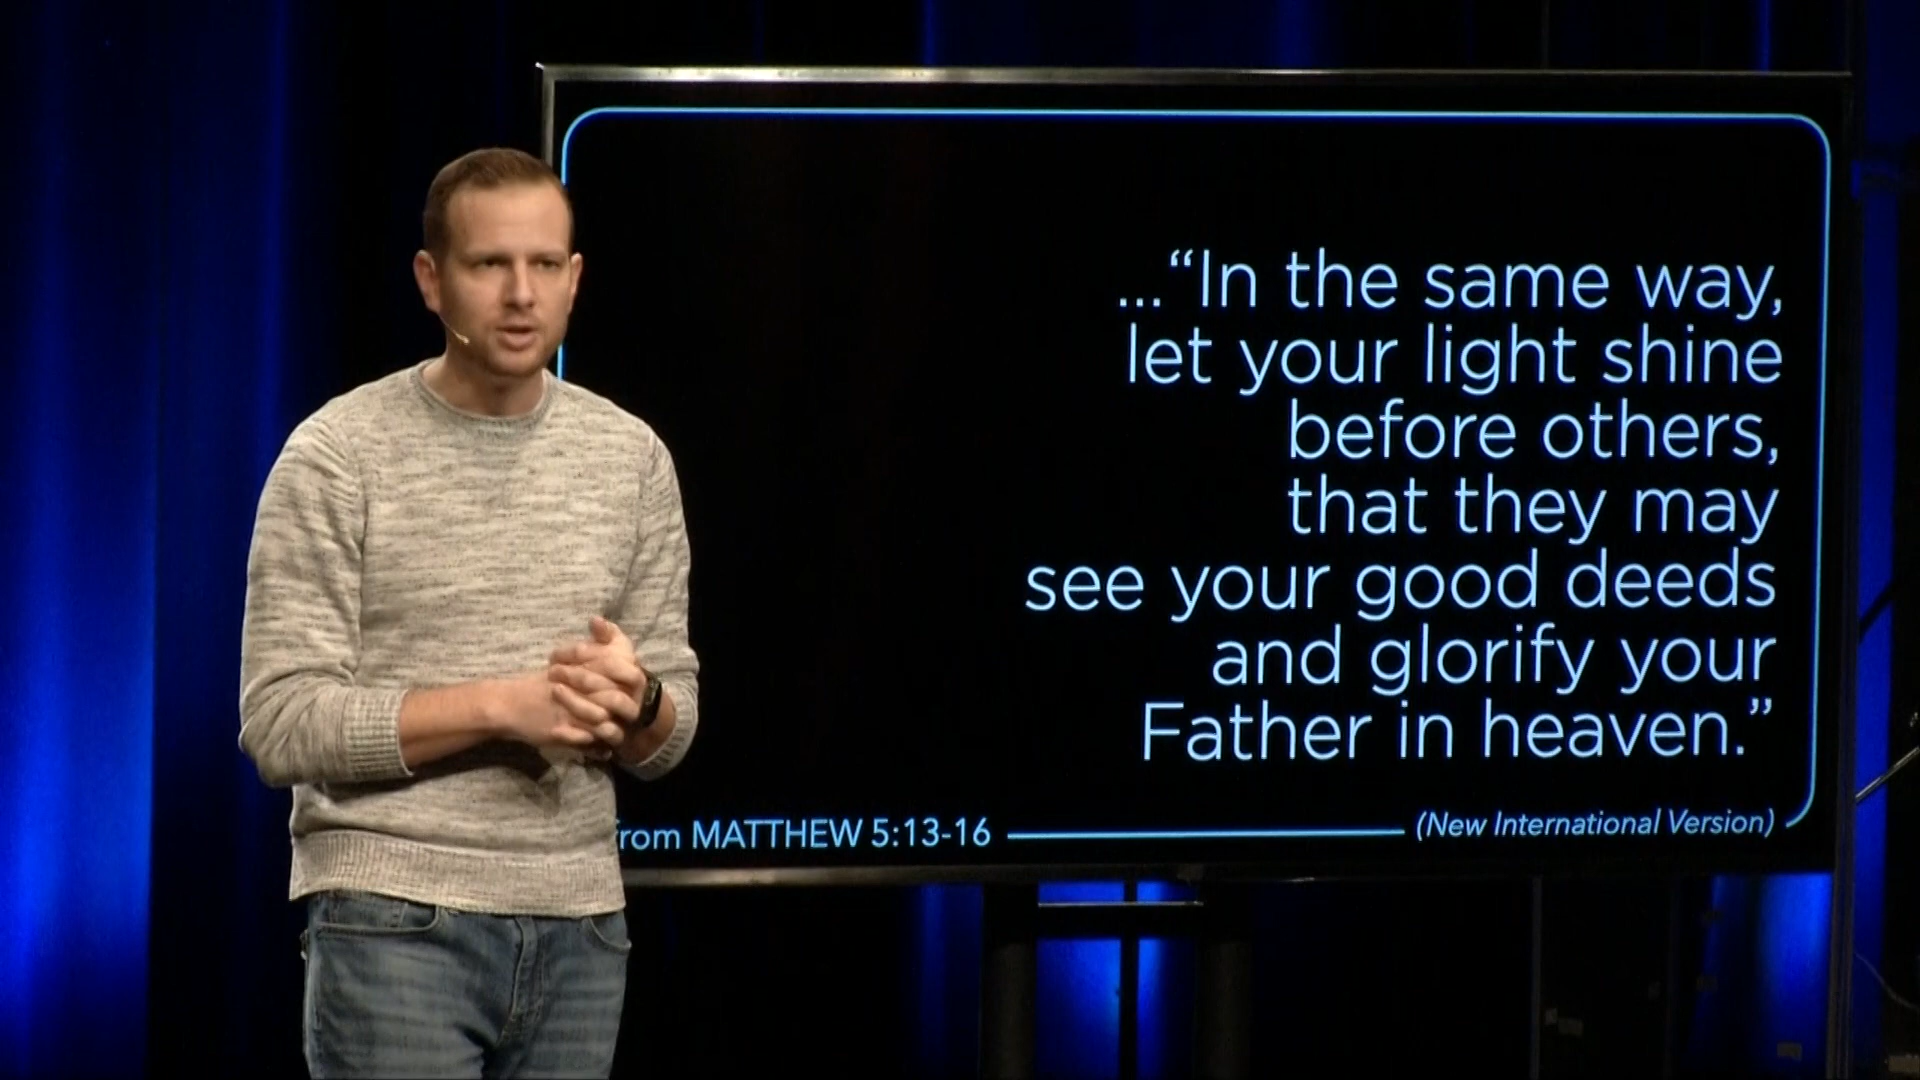 …“In the same way,
let your light shine
before others,
that they may
see your good deeds
and glorify your
Father in heaven.”
from MATTHEW 5:13-16
(New International Version)